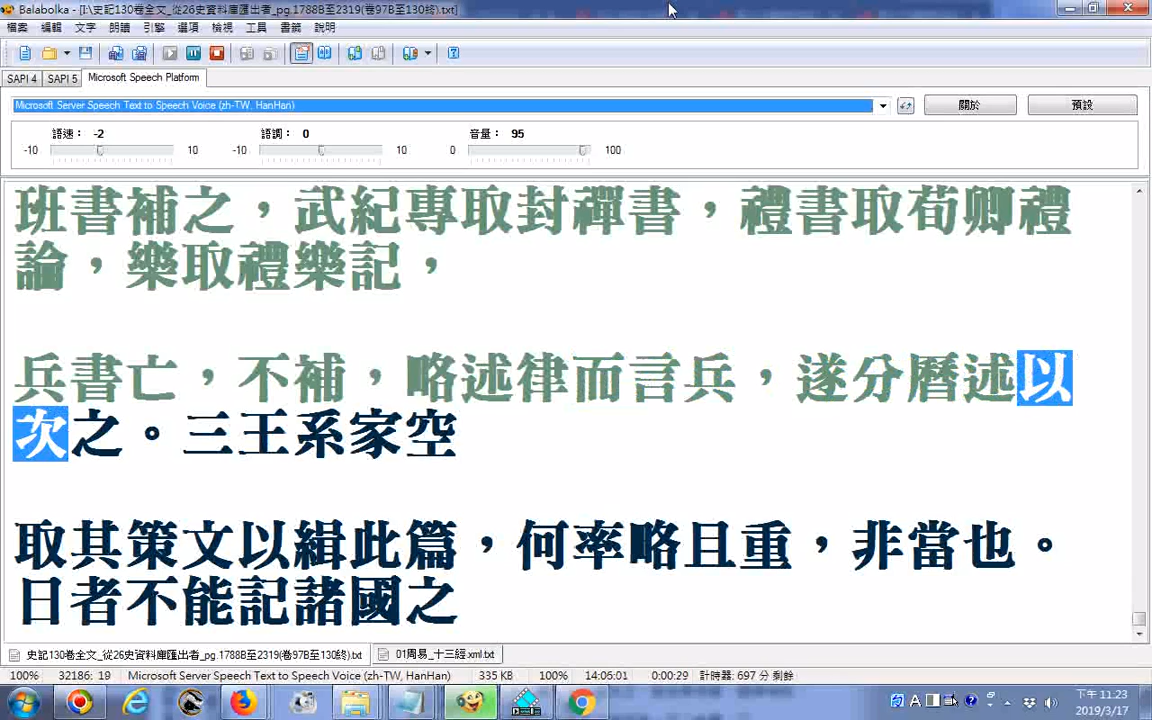 Balabolka - [I:\史記130卷全文_從26史資料庫匯出者_pg.1788B至2319(卷97B至130終).txt]
檔案 編輯 文字 朗讀 引擎 選項 檢視 工具 書籤 說明
SAPI 4 SAPI 5 Microsoft Speech Platform
Microsoft Server Speech Text to Speech Voice (zh-TW, HanHan) 關於 預設
語速： -2 語調： 0 音量： 95
-10 10 -10 10 0 100
班書補之，武紀專取封禪書，禮書取荀卿禮
論，樂取禮樂記，
兵書亡，不補，略述律而言兵，遂分曆述以
次之。三王系家空
取其策文以緝此篇，何率略且重，非當也。
日者不能記諸國之
史記130卷全文_從26史資料庫匯出者_pg.1788B至2319(卷97B至130終).txt 01周易_十三經.xml.txt
100% 32186: 19 Microsoft Server Speech Text to Speech Voice (zh-TW, HanHan) 335 KB 100% 14:05:01 0:00:29 計時器: 697 分 剩餘
下午 11:23
2019/3/17